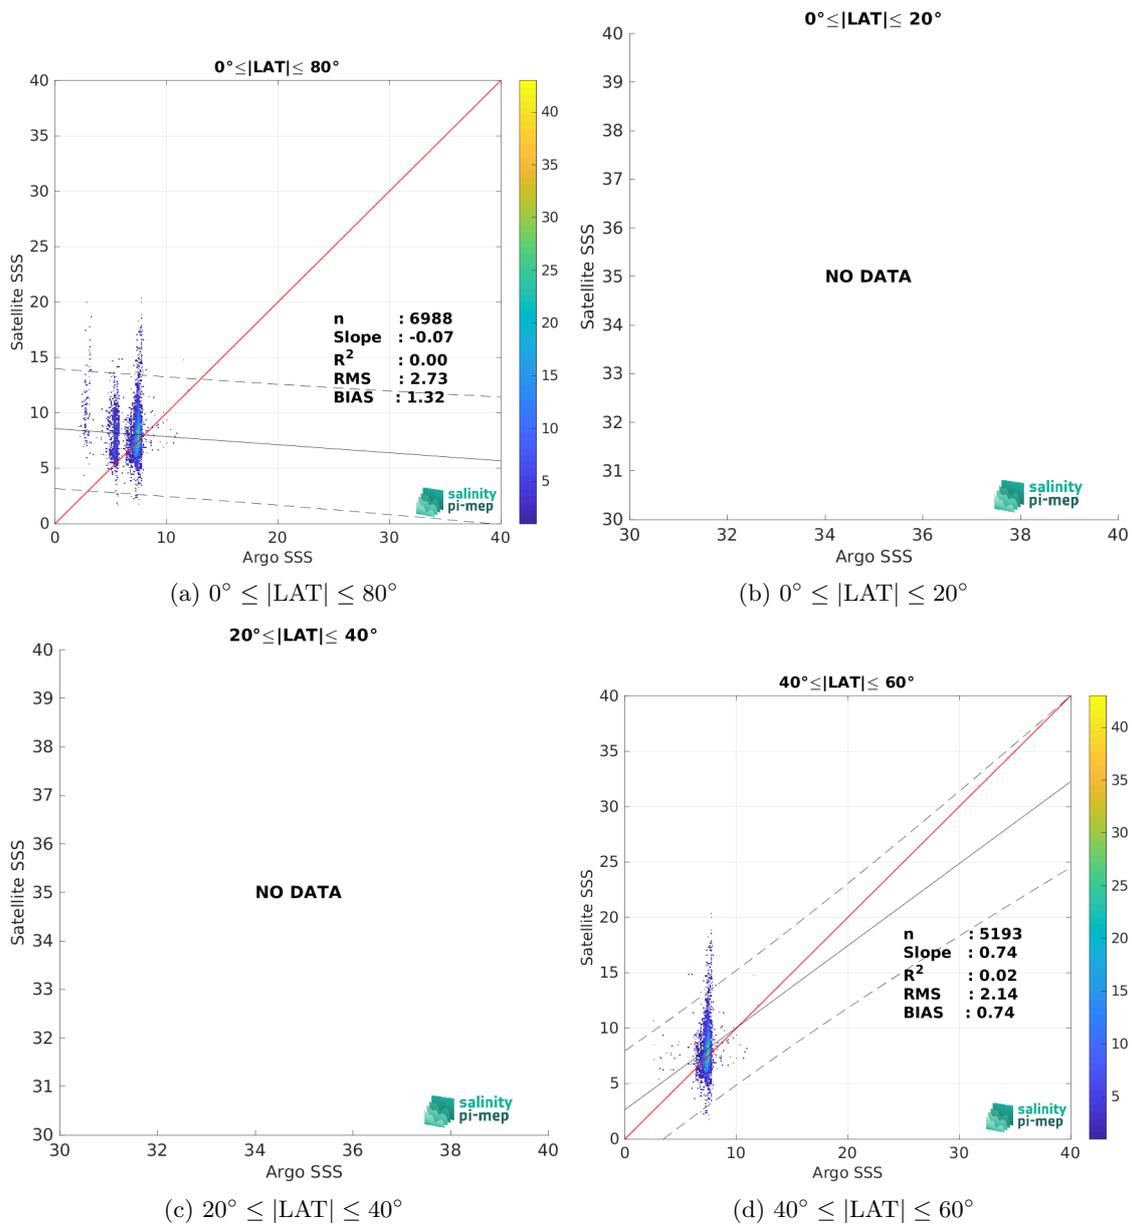 0°≤|LAT|≤ 80°
40
35
30
25
20
15
10
5
0
Satellite SSS
n : 6988
Slope : -0.07
R2 : 0.00
RMS : 2.73
BIAS : 1.32
salinity
pi-mep
0 10 20 30 40
Argo SSS
40
35
30
25
20
15
10
5
(a) 0° ≤ |LAT| ≤ 80°
0°≤|LAT|≤ 20°
40
39
38
37
36
35
34
33
32
31
30
Satellite SSS
NO DATA
salinity
pi-mep
30 32 34 36 38 40
Argo SSS
(b) 0° ≤ |LAT| ≤ 20°
20°≤|LAT|≤ 40°
40
39
38
37
36
35
34
33
32
31
30
Satellite SSS
NO DATA
salinity
pi-mep
30 32 34 36 38 40
Argo SSS
(c) 20° ≤ |LAT| ≤ 40°
40°≤|LAT|≤ 60°
40
35
30
25
20
15
10
5
0
Satellite SSS
n : 5193
Slope : 0.74
R2 : 0.02
RMS : 2.14
BIAS : 0.74
salinity
pi-mep
0 10 20 30 40
Argo SSS
40
35
30
25
20
15
10
5
(d) 40° ≤ |LAT| ≤ 60°